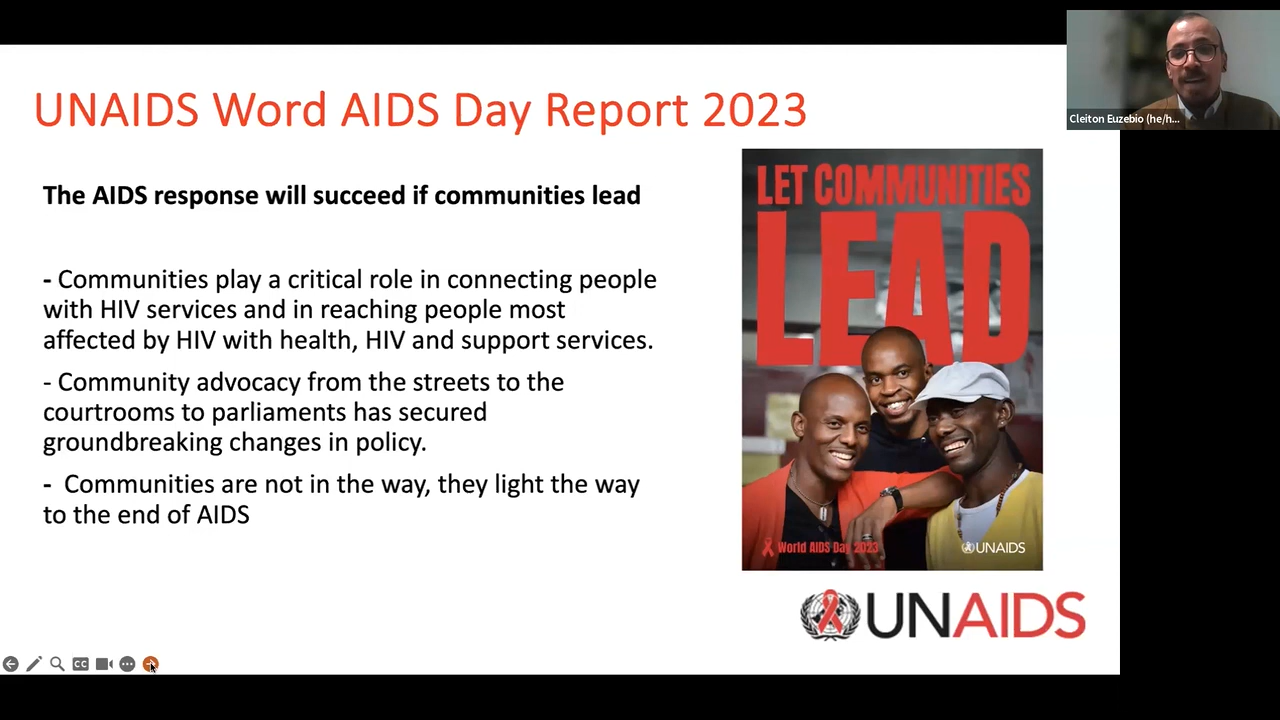 UNAIDS Word AIDS Day Report 2023
Cleiton Euzebio (he/h...
The AIDS response will succeed if communities lead
- Communities play a critical role in connecting people
with HIV services and in reaching people most
affected by HIV with health, HIV and support services.
- Community advocacy from the streets to the
courtrooms to parliaments has secured
groundbreaking changes in policy.
- Communities are not in the way, they light the way
to the end of AIDS
LET COMMUNITIES
LEAD
World AIDS Day 2023
UNAIDS
UNAIDS
CC